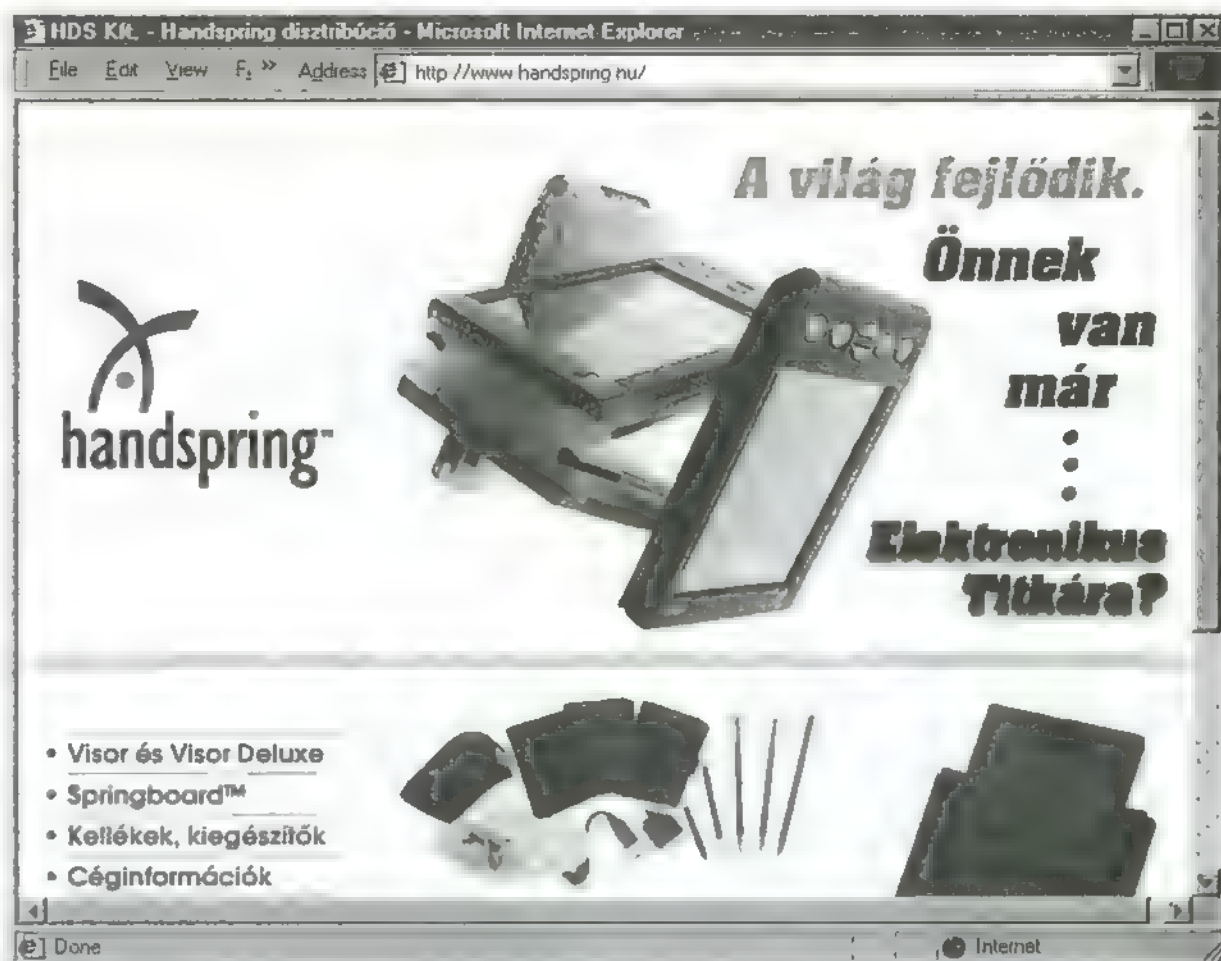 HDS Kft. - Handspring disztribúció - Microsoft Internet Explorer
File Edit View F. » Address http //www handspring hu/
A világ fejlődik.
Önnek
van
már
handspring™
Elektronikus
Titkára?
• Visor és Visor Deluxe
• Springboard™
• Kellékek, kiegészítők
• Céginformációk
Done Internet